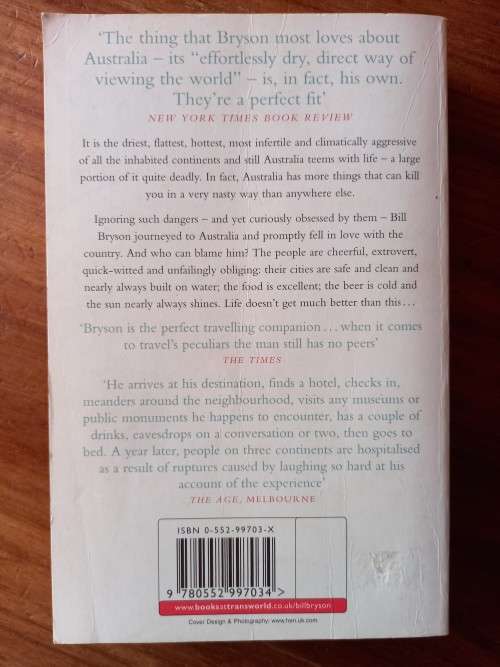 ‘The thing that Bryson most loves about
Australia – its “effortlessly dry, direct way of
viewing the world” – is, in fact, his own.
They’re a perfect fit’
NEW YORK TIMES BOOK REVIEW
It is the driest, flattest, hottest, most infertile and climatically aggressive
of all the inhabited continents and still Australia teems with life – a large
portion of it quite deadly. In fact, Australia has more things that can kill
you in a very nasty way than anywhere else.
Ignoring such dangers – and yet curiously obsessed by them – Bill
Bryson journeyed to Australia and promptly fell in love with the
country. And who can blame him? The people are cheerful, extrovert,
quick-witted and unfailingly obliging: their cities are safe and clean and
nearly always built on water; the food is excellent; the beer is cold and
the sun nearly always shines. Life doesn’t get much better than this...
‘Bryson is the perfect travelling companion...when it comes
to travel’s peculiars the man still has no peers’
THE TIMES
‘He arrives at his destination, finds a hotel, checks in,
meanders around the neighbourhood, visits any museums or
public monuments he happens to encounter, has a couple of
drinks, eavesdrops on a conversation or two, then goes to
bed. A year later, people on three continents are hospitalised
as a result of ruptures caused by laughing so hard at his
account of the experience’
THE AGE, MELBOURNE
ISBN 0-552-99703-X
9 780552 997034 >
www.booksattransworld.co.uk/billbryson
Cover Design & Photography: www.hen.uk.com